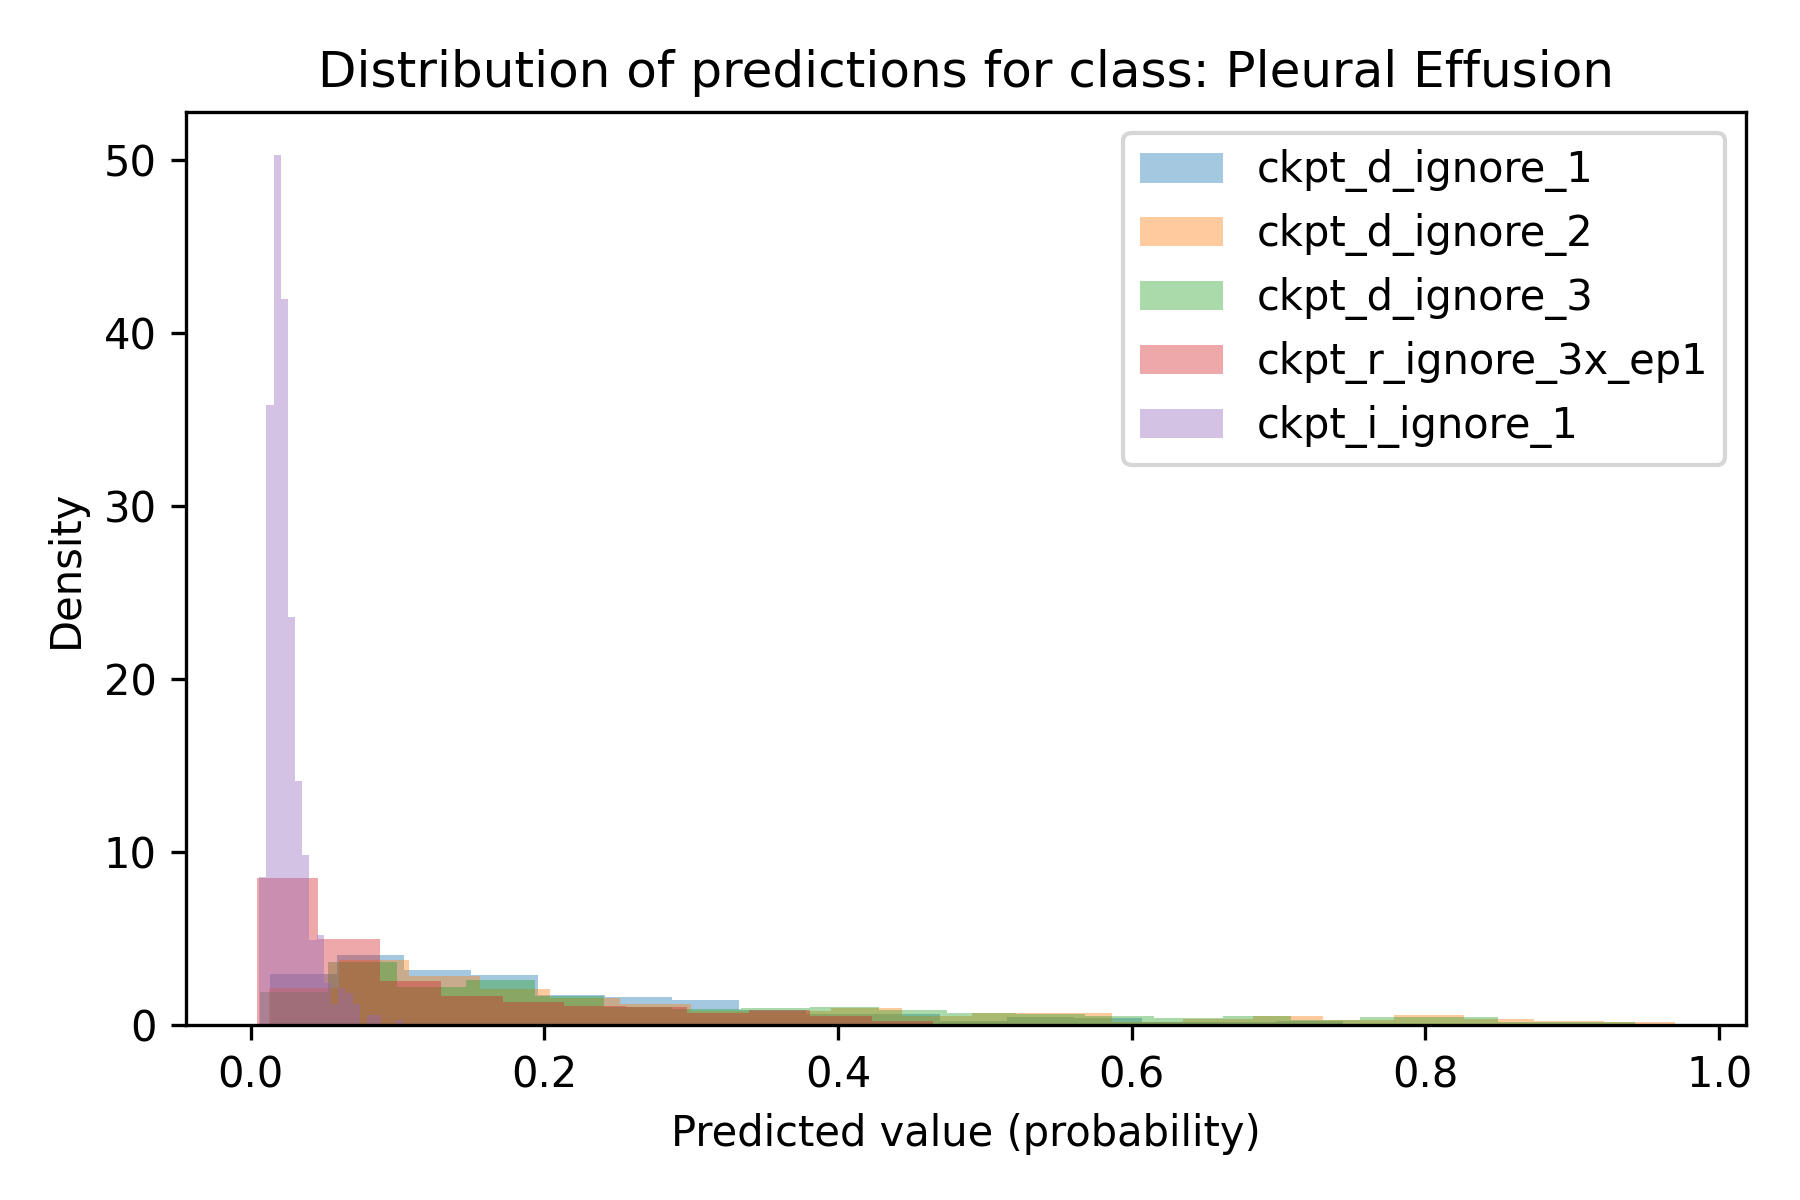 Distribution of predictions for class: Pleural Effusion
ckpt_d_ignore_1
ckpt_d_ignore_2
ckpt_d_ignore_3
ckpt_r_ignore_3x_ep1
ckpt_i_ignore_1
Density
50
40
30
20
10
0
0.0 0.2 0.4 0.6 0.8 1.0
Predicted value (probability)